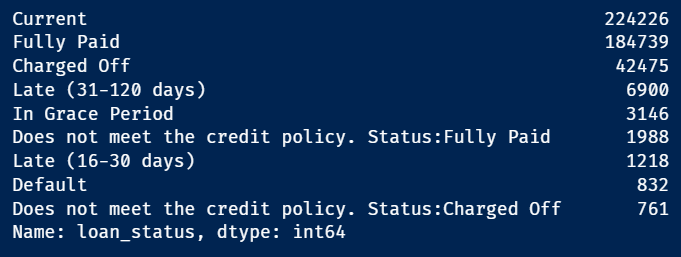 Current 224226
Fully Paid 184739
Charged Off 42475
Late (31-120 days) 6900
In Grace Period 3146
Does not meet the credit policy. Status:Fully Paid 1988
Late (16-30 days) 1218
Default 832
Does not meet the credit policy. Status:Charged Off 761
Name: loan_status, dtype: int64